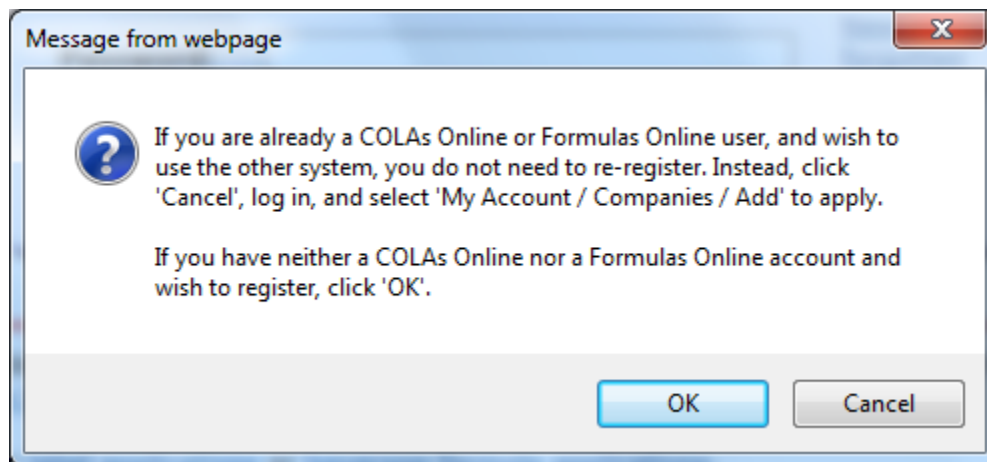 Message from webpage
If you are already a COLAs Online or Formulas Online user, and wish to
use the other system, you do not need to re-register. Instead, click
'Cancel', log in, and select 'My Account / Companies / Add' to apply.
If you have neither a COLAs Online nor a Formulas Online account and
wish to register, click 'OK'.
OK
Cancel